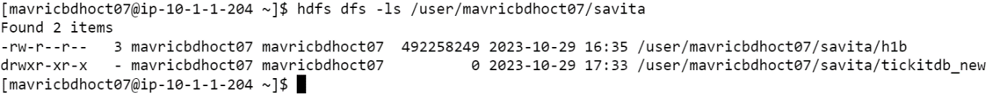 [mavricbdhoct07@ip-10-1-1-204 ~]$ hdfs dfs -ls /user/mavricbdhoct07/savita
Found 2 items
-rw-r--r--   3 mavricbdhoct07 mavricbdhoct07  492258249 2023-10-29 16:35 /user/mavricbdhoct07/savita/h1b
drwxr-xr-x   - mavricbdhoct07 mavricbdhoct07          0 2023-10-29 17:33 /user/mavricbdhoct07/savita/tickitdb_new
[mavricbdhoct07@ip-10-1-1-204 ~]$